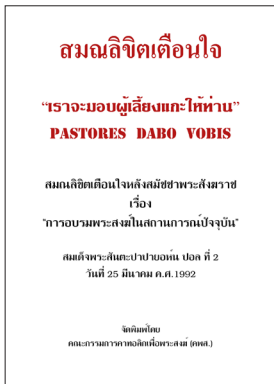 สมณลิขิตเตือนใจ
“เราจะมอบผู้เลี้ยงแกะให้ท่าน”
PASTORES DABO VOBIS
สมณลิขิตเตือนใจหลังสมัชชาพระสังฆราช
เรื่อง
"การอบรมพระสงฆ์ในสถานการณ์ปัจจุบัน"
สมเด็จพระสันตะปาปายอห์น ปอล ที่ 2
วันที่ 25 มีนาคม ค.ศ.1992
จัดพิมพ์โดย
คณะกรรมการคาทอลิกเพื่อพระสงฆ์ (คพส.)